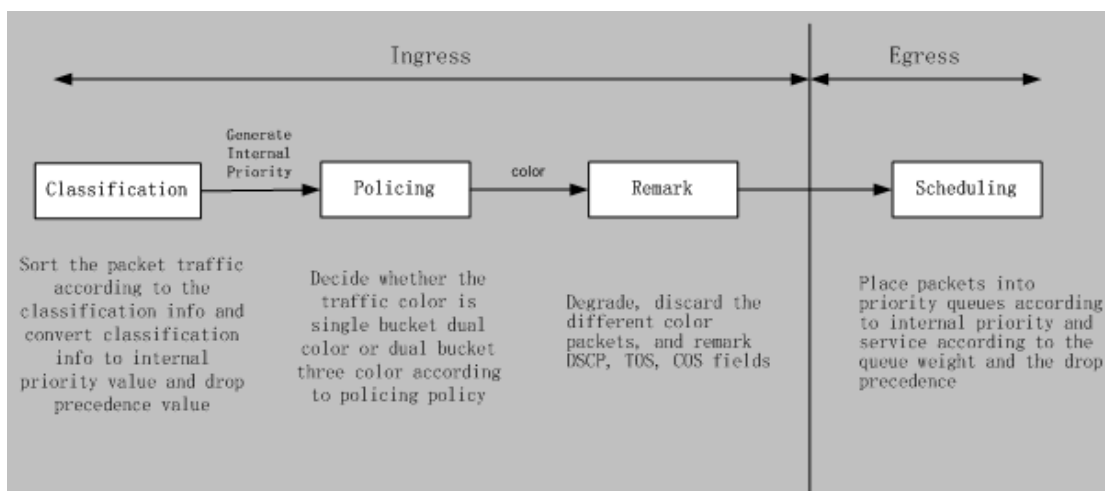 Ingress
Egress
Generate
Internal
Priority
color
Classification
Policing
Remark
Scheduling
Sort the packet traffic
according to the
classification info and
convert classification
info to internal
priority value and drop
precedence value
Decide whether the
traffic color is
single bucket dual
color or dual bucket
three color according
to policing policy
Degrade, discard the
different color
packets, and remark
DSCP, TOS, COS fields
Place packets into
priority queues according
to internal priority and
service according to the
queue weight and the drop
precedence